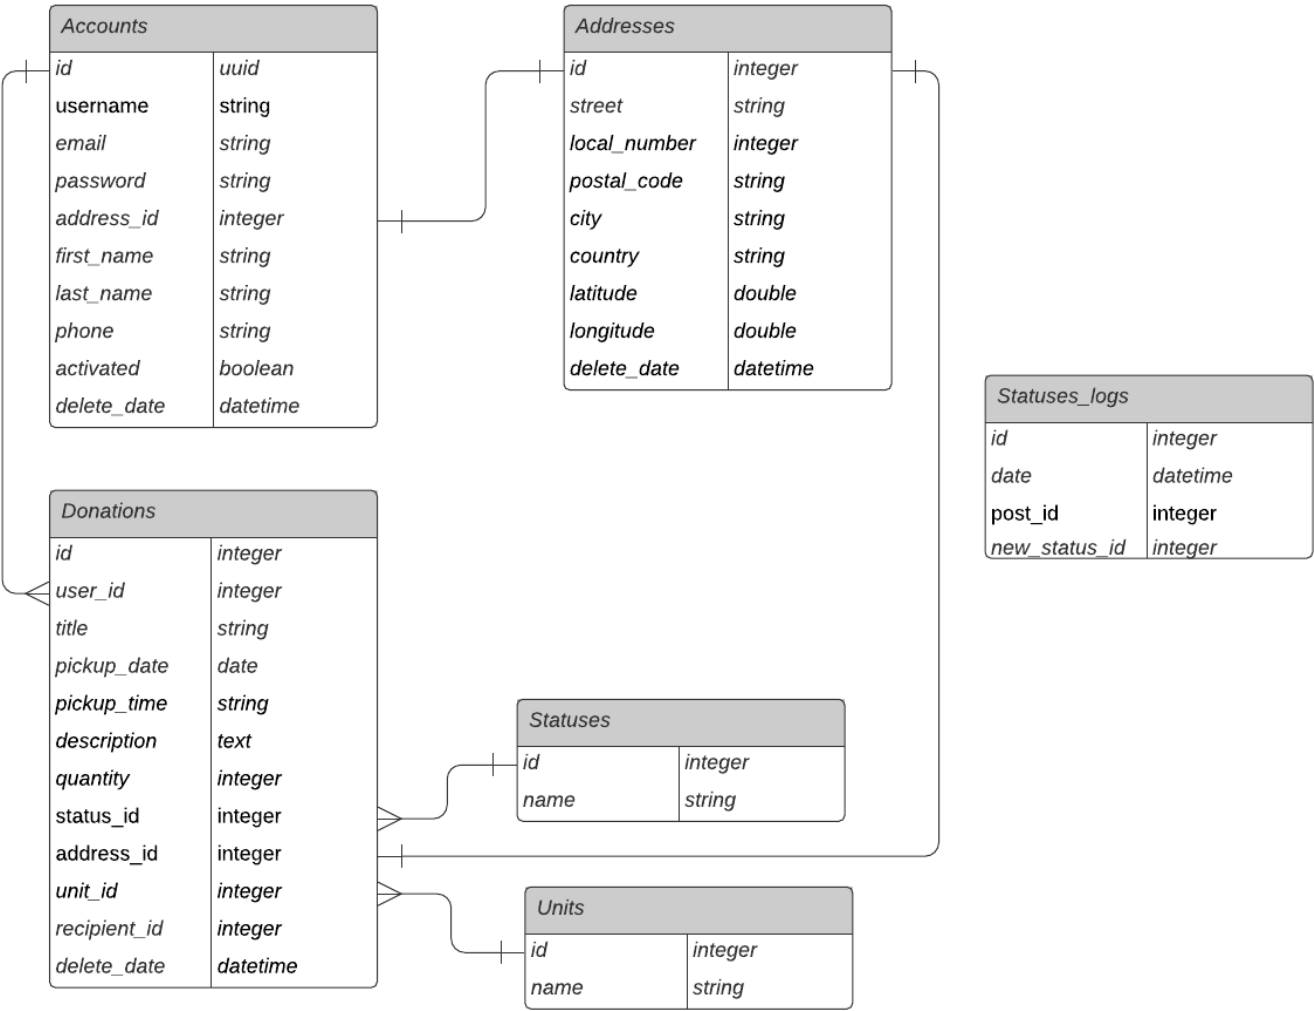 Accounts
id uuid
username string
email string
password string
address_id integer
first_name string
last_name string
phone string
activated boolean
delete_date datetime
Addresses
id integer
street string
local_number integer
postal_code string
city string
country string
latitude double
longitude double
delete_date datetime
Statuses_logs
id integer
date datetime
post_id integer
new_status_id integer
Donations
id integer
user_id integer
title string
pickup_date date
pickup_time string
description text
quantity integer
status_id integer
address_id integer
unit_id integer
recipient_id integer
delete_date datetime
Statuses
id integer
name string
Units
id integer
name string